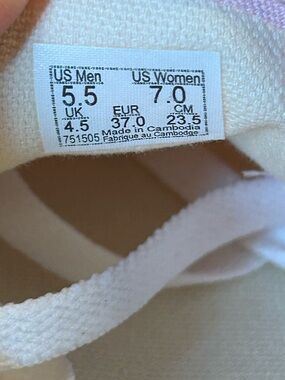 US Men US Women
5.5 7.0
UK EUR CM
4.5 37.0 23.5
Made in Cambodia
751505 Fabriqué au Cambodge